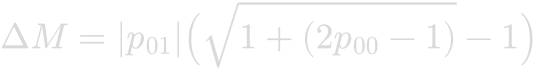 ΔM = |p₀₁|(√(1 + (2p₀₀ − 1)) − 1)